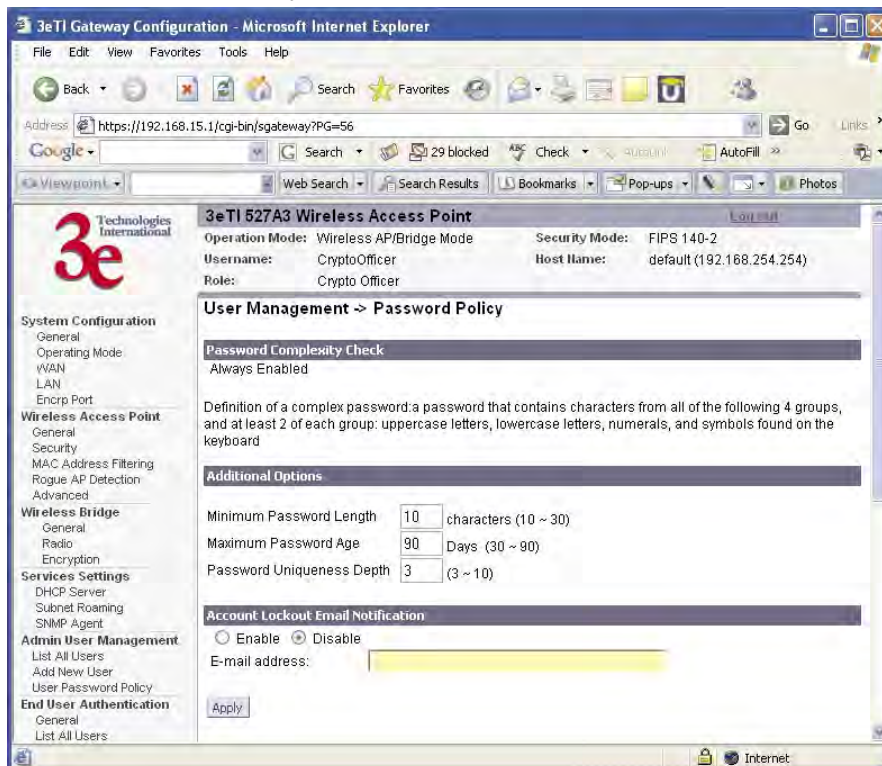 3eTI Gateway Configuration - Microsoft Internet Explorer
File Edit View Favorites Tools Help
Back Search Favorites
Address https://192.168.15.1/cgi-bin/sgateway?PG=56 Go Links »
Google Search 29 blocked ABC Check AutoFill »
Viewpoint Web Search Search Results Bookmarks Pop-ups Photos
3e Technologies International
3eTI 527A3 Wireless Access Point Log out
Operation Mode: Wireless AP/Bridge Mode Security Mode: FIPS 140-2
Username: CryptoOfficer Host Name: default (192.168.254.254)
Role: Crypto Officer
System Configuration
General
Operating Mode
WAN
LAN
Encrp Port
Wireless Access Point
General
Security
MAC Address Filtering
Rogue AP Detection
Advanced
Wireless Bridge
General
Radio
Encryption
Services Settings
DHCP Server
Subnet Roaming
SNMP Agent
Admin User Management
List All Users
Add New User
User Password Policy
End User Authentication
General
List All Users
User Management -> Password Policy
Password Complexity Check
Always Enabled
Definition of a complex password:a password that contains characters from all of the following 4 groups,
and at least 2 of each group: uppercase letters, lowercase letters, numerals, and symbols found on the
keyboard
Additional Options
Minimum Password Length 10 characters (10 ~ 30)
Maximum Password Age 90 Days (30 ~ 90)
Password Uniqueness Depth 3 (3 ~ 10)
Account Lockout Email Notification
Enable Disable
E-mail address:
Apply
Internet